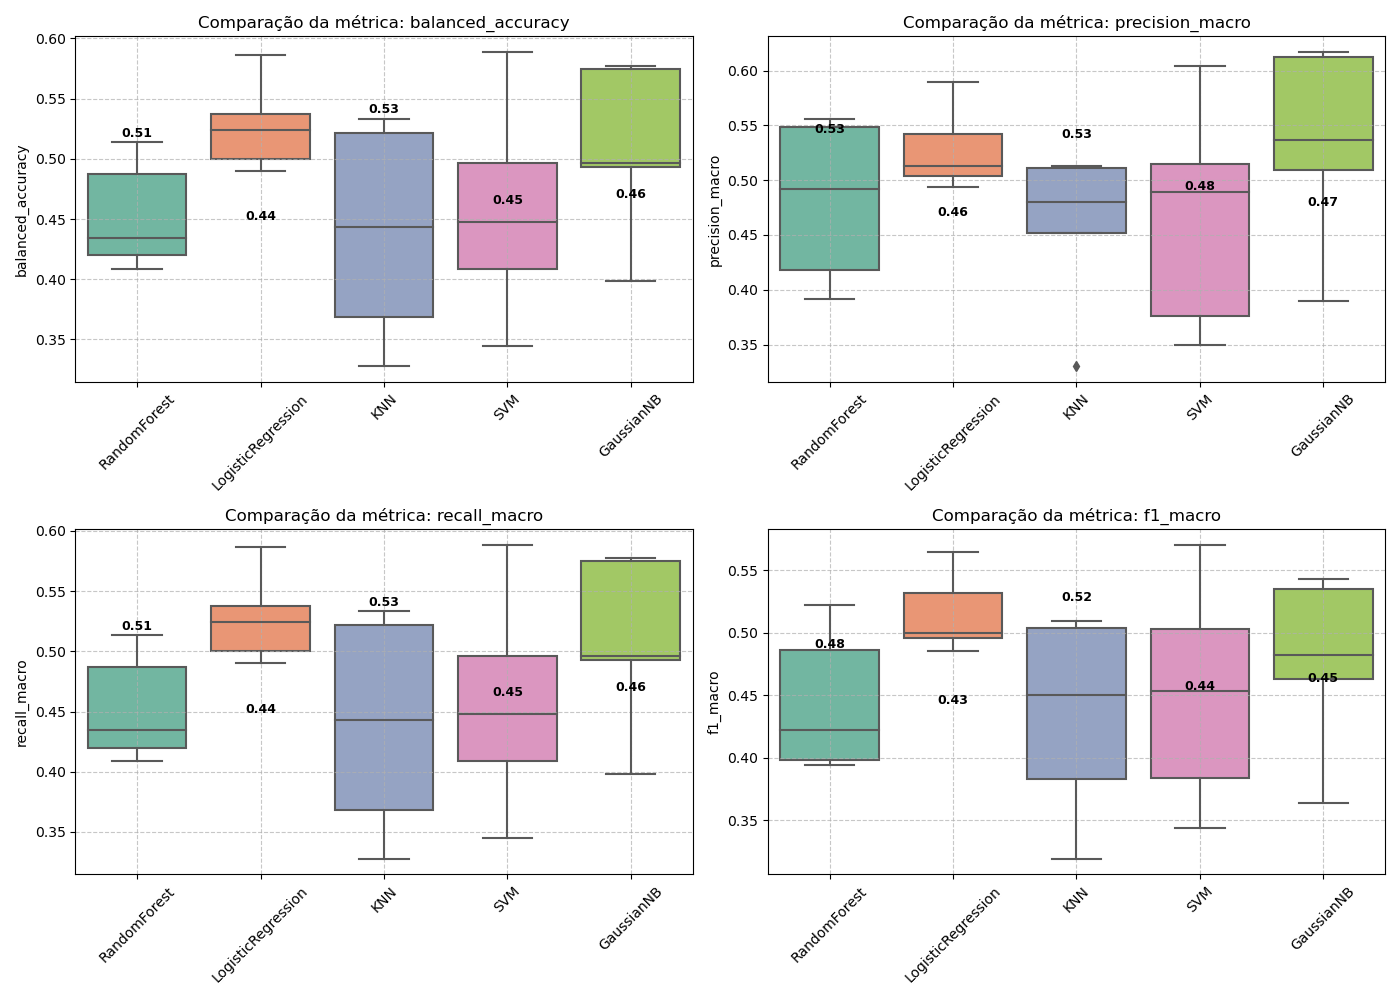 Comparação da métrica: balanced_accuracy
balanced_accuracy
0.60
0.55
0.50
0.45
0.40
0.35
0.51
0.44
0.53
0.45
0.46
RandomForest
LogisticRegression
KNN
SVM
GaussianNB
Comparação da métrica: precision_macro
precision_macro
0.60
0.55
0.50
0.45
0.40
0.35
0.53
0.46
0.53
0.48
0.47
RandomForest
LogisticRegression
KNN
SVM
GaussianNB
Comparação da métrica: recall_macro
recall_macro
0.60
0.55
0.50
0.45
0.40
0.35
0.51
0.44
0.53
0.45
0.46
RandomForest
LogisticRegression
KNN
SVM
GaussianNB
Comparação da métrica: f1_macro
f1_macro
0.55
0.50
0.45
0.40
0.35
0.48
0.43
0.52
0.44
0.45
RandomForest
LogisticRegression
KNN
SVM
GaussianNB